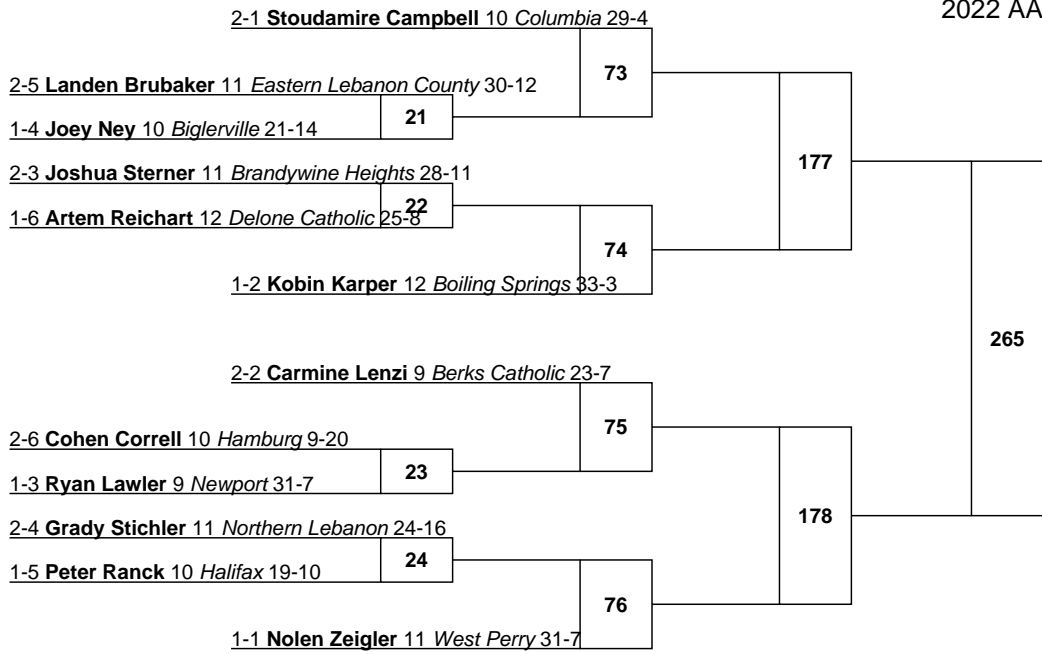 2022 AA
2-1 Stoudamire Campbell 10 Columbia 29-4
73
2-5 Landen Brubaker 11 Eastern Lebanon County 30-12
21
1-4 Joey Ney 10 Biglerville 21-14
177
2-3 Joshua Sterner 11 Brandywine Heights 28-11
22
1-6 Artem Reichart 12 Delone Catholic 25-8
74
1-2 Kobin Karper 12 Boiling Springs 33-3
265
2-2 Carmine Lenzi 9 Berks Catholic 23-7
75
2-6 Cohen Correll 10 Hamburg 9-20
23
1-3 Ryan Lawler 9 Newport 31-7
178
2-4 Grady Stichler 11 Northern Lebanon 24-16
24
1-5 Peter Ranck 10 Halifax 19-10
76
1-1 Nolen Zeigler 11 West Perry 31-7